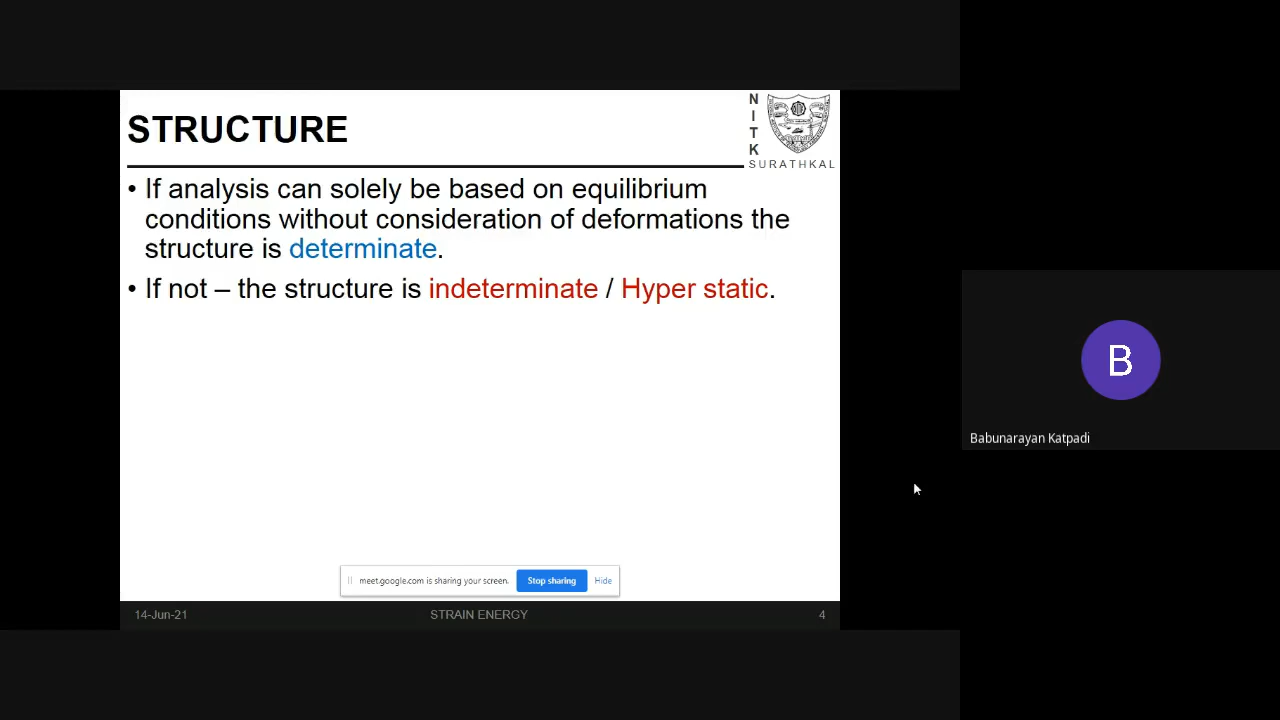 STRUCTURE
N
I
T
K
SURATHKAL
• If analysis can solely be based on equilibrium
conditions without consideration of deformations the
structure is determinate.
• If not – the structure is indeterminate / Hyper static.
meet.google.com is sharing your screen.
Stop sharing
Hide
14-Jun-21
STRAIN ENERGY
4
B
Babunarayan Katpadi